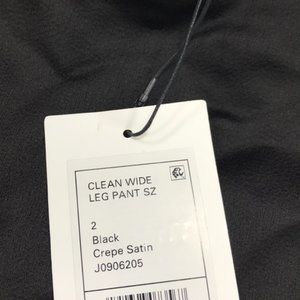 CLEAN WIDE
LEG PANT SZ
2
Black
Crepe Satin
J0906205